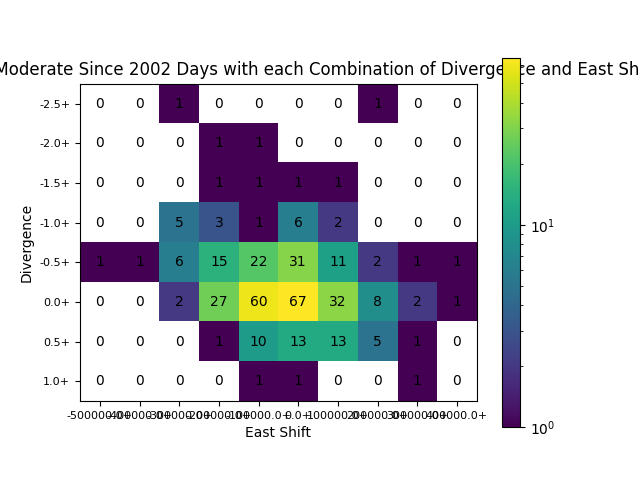 Moderate Since 2002 Days with each Combination of Divergence and East Sh
-2.5+ 0 0 1 0 0 0 0 1 0 0
-2.0+ 0 0 0 1 1 0 0 0 0 0
-1.5+ 0 0 0 1 1 1 1 0 0 0
-1.0+ 0 0 5 3 1 6 2 0 0 0
-0.5+ 1 1 6 15 22 31 11 2 1 1
0.0+ 0 0 2 27 60 67 32 8 2 1
0.5+ 0 0 0 1 10 13 13 5 1 0
1.0+ 0 0 0 0 1 1 0 0 1 0
Divergence
East Shift
10¹
10⁰